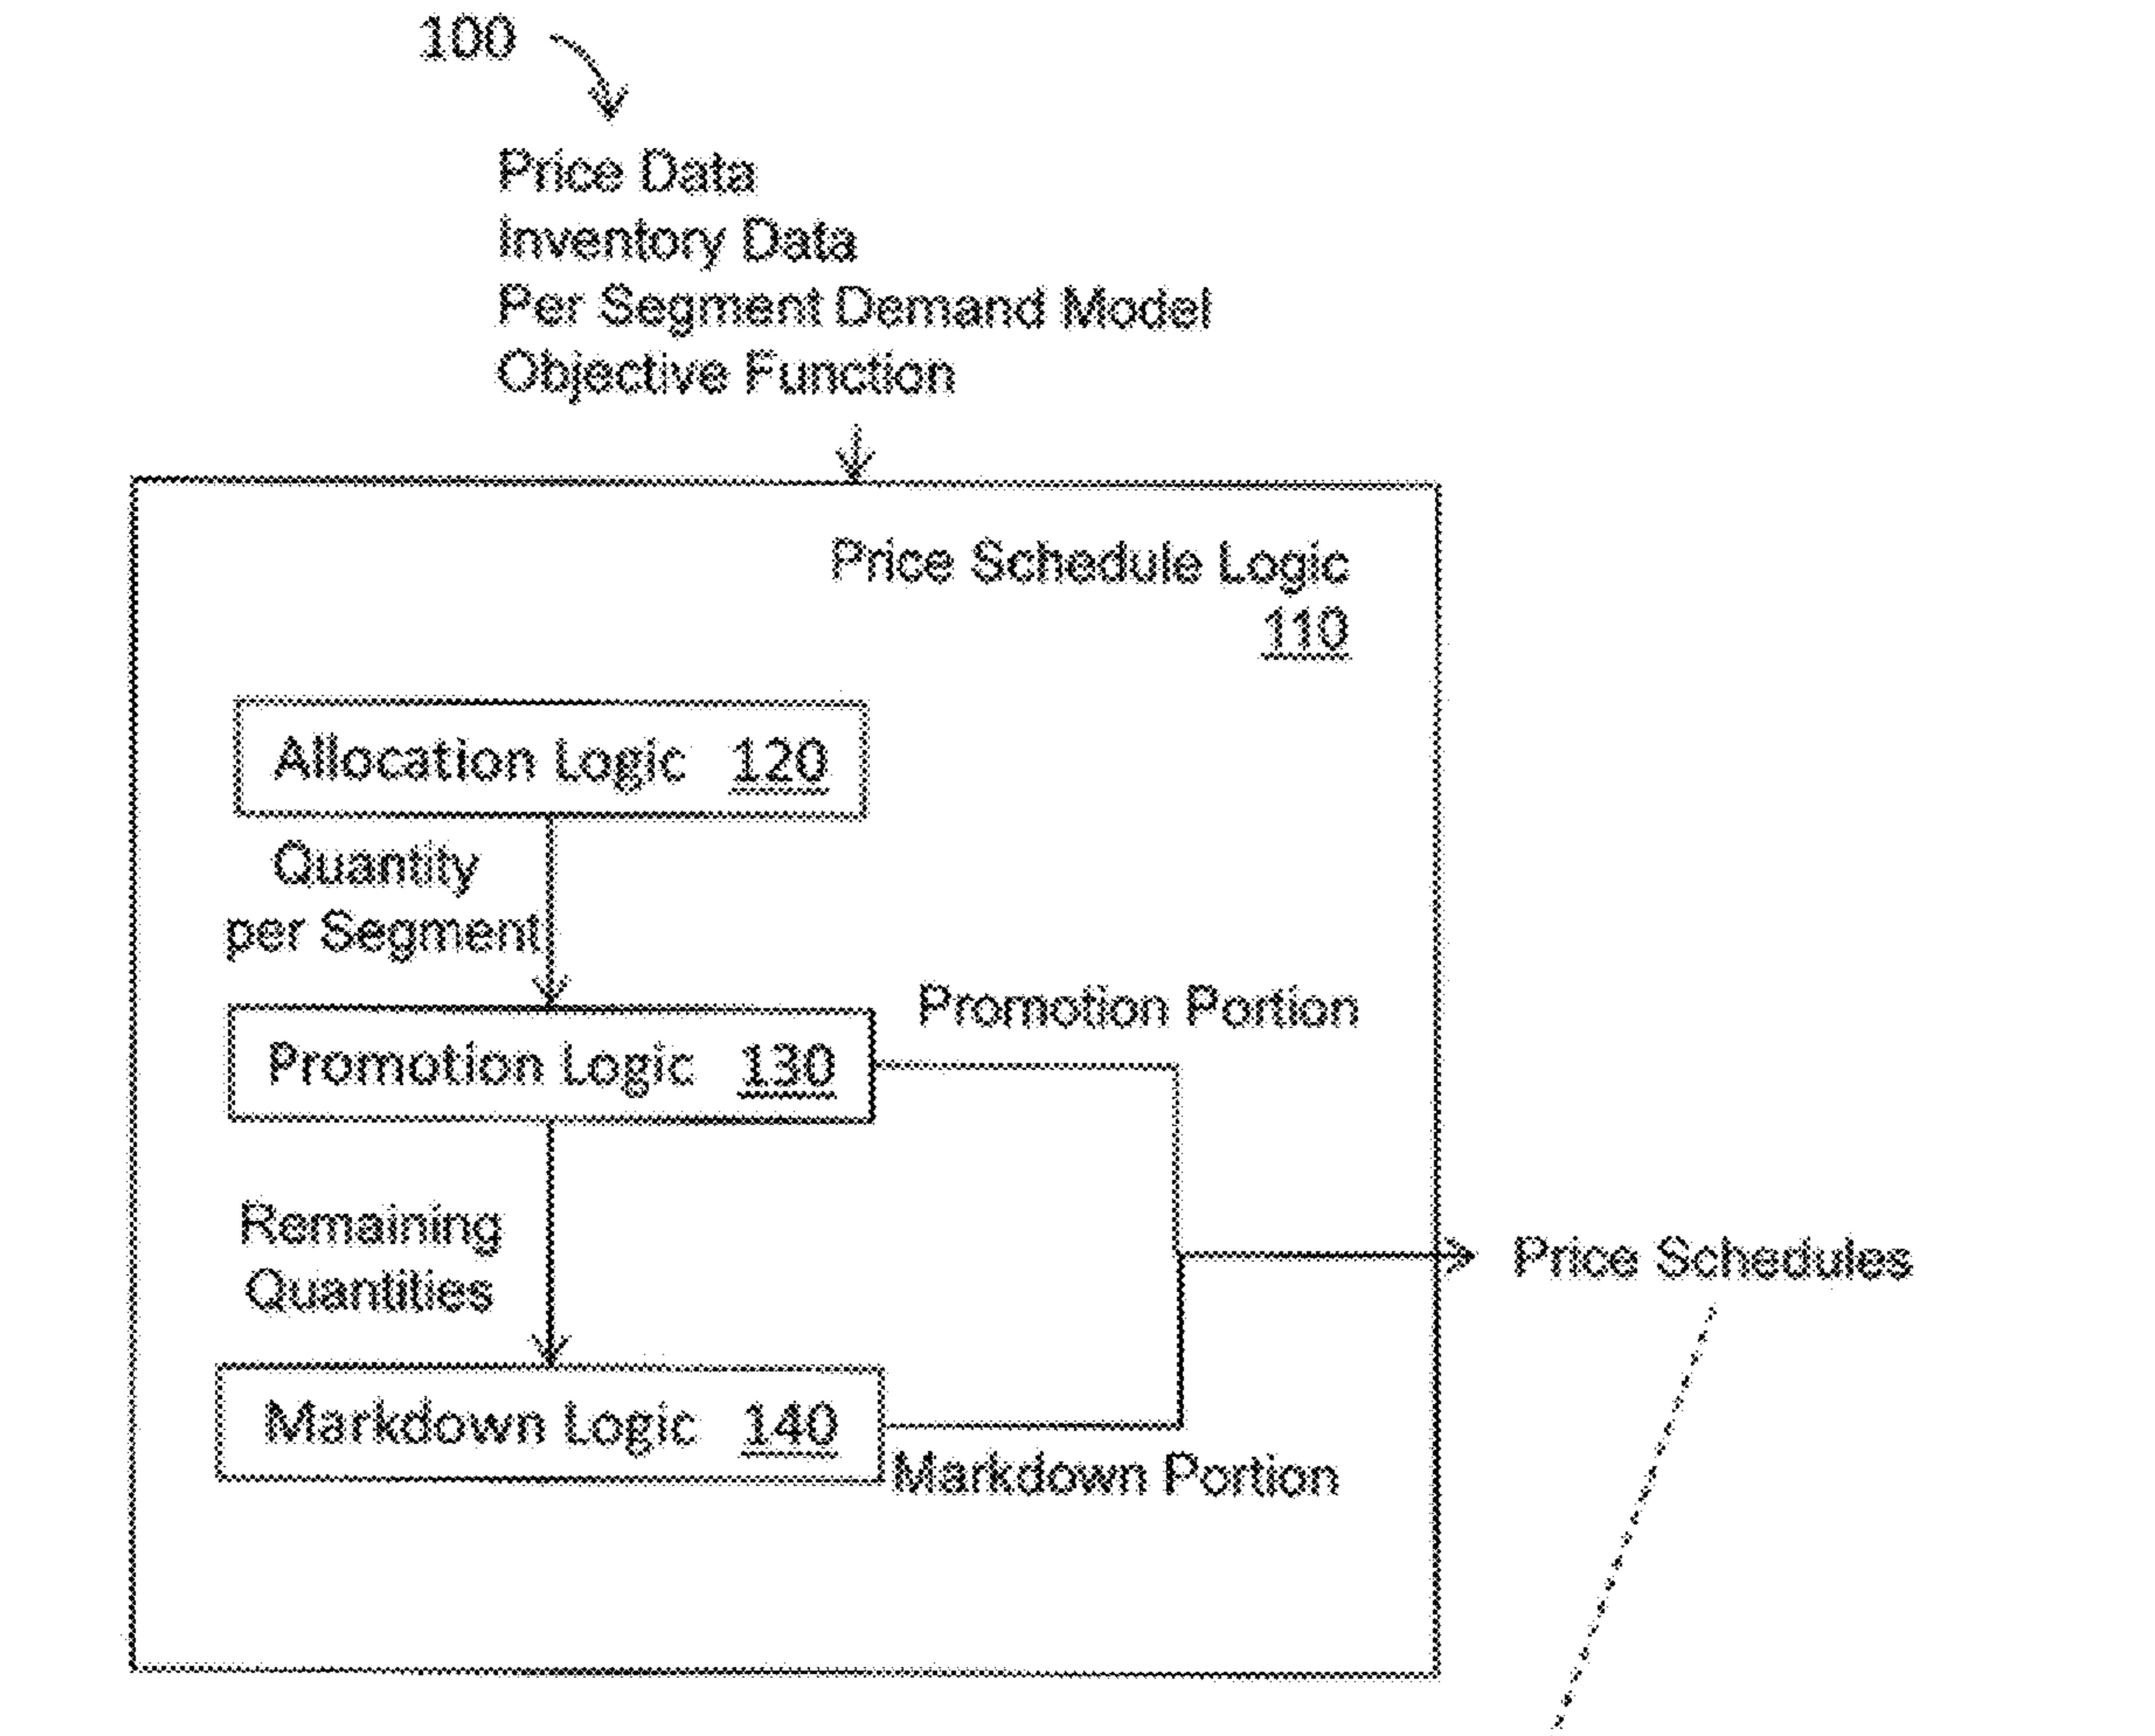 100
Price Data
Inventory Data
Per Segment Demand Model
Objective Function
Price Schedule Logic
110
Allocation Logic 120
Quantity
per Segment
Promotion Portion
Promotion Logic 130
Remaining
Quantities
Price Schedules
Markdown Logic 140
Markdown Portion